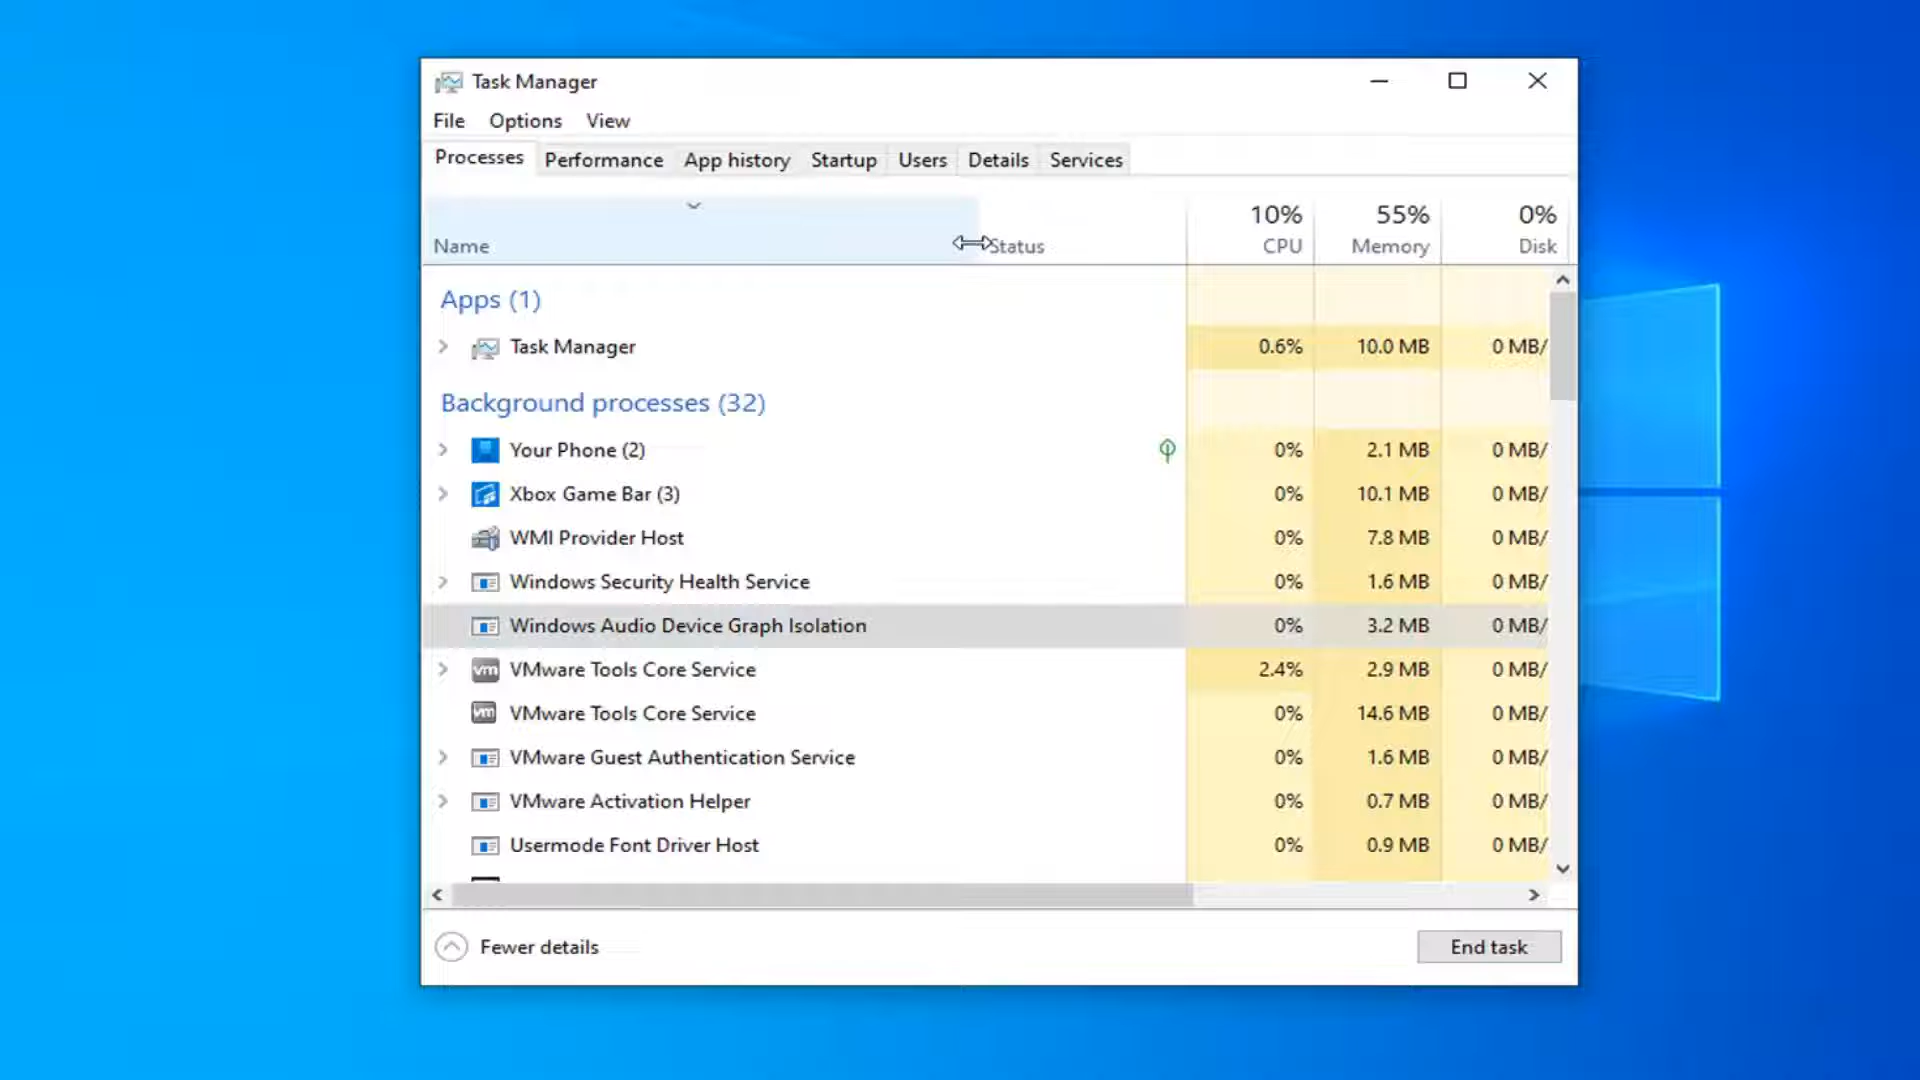 Task Manager
File Options View
Processes Performance App history Startup Users Details Services
10% 55% 0%
Name Status CPU Memory Disk
Apps (1)
Task Manager 0.6% 10.0 MB 0 MB/
Background processes (32)
Your Phone (2) 0% 2.1 MB 0 MB/
Xbox Game Bar (3) 0% 10.1 MB 0 MB/
WMI Provider Host 0% 7.8 MB 0 MB/
Windows Security Health Service 0% 1.6 MB 0 MB/
Windows Audio Device Graph Isolation 0% 3.2 MB 0 MB/
VMware Tools Core Service 2.4% 2.9 MB 0 MB/
VMware Tools Core Service 0% 14.6 MB 0 MB/
VMware Guest Authentication Service 0% 1.6 MB 0 MB/
VMware Activation Helper 0% 0.7 MB 0 MB/
Usermode Font Driver Host 0% 0.9 MB 0 MB/
Fewer details End task